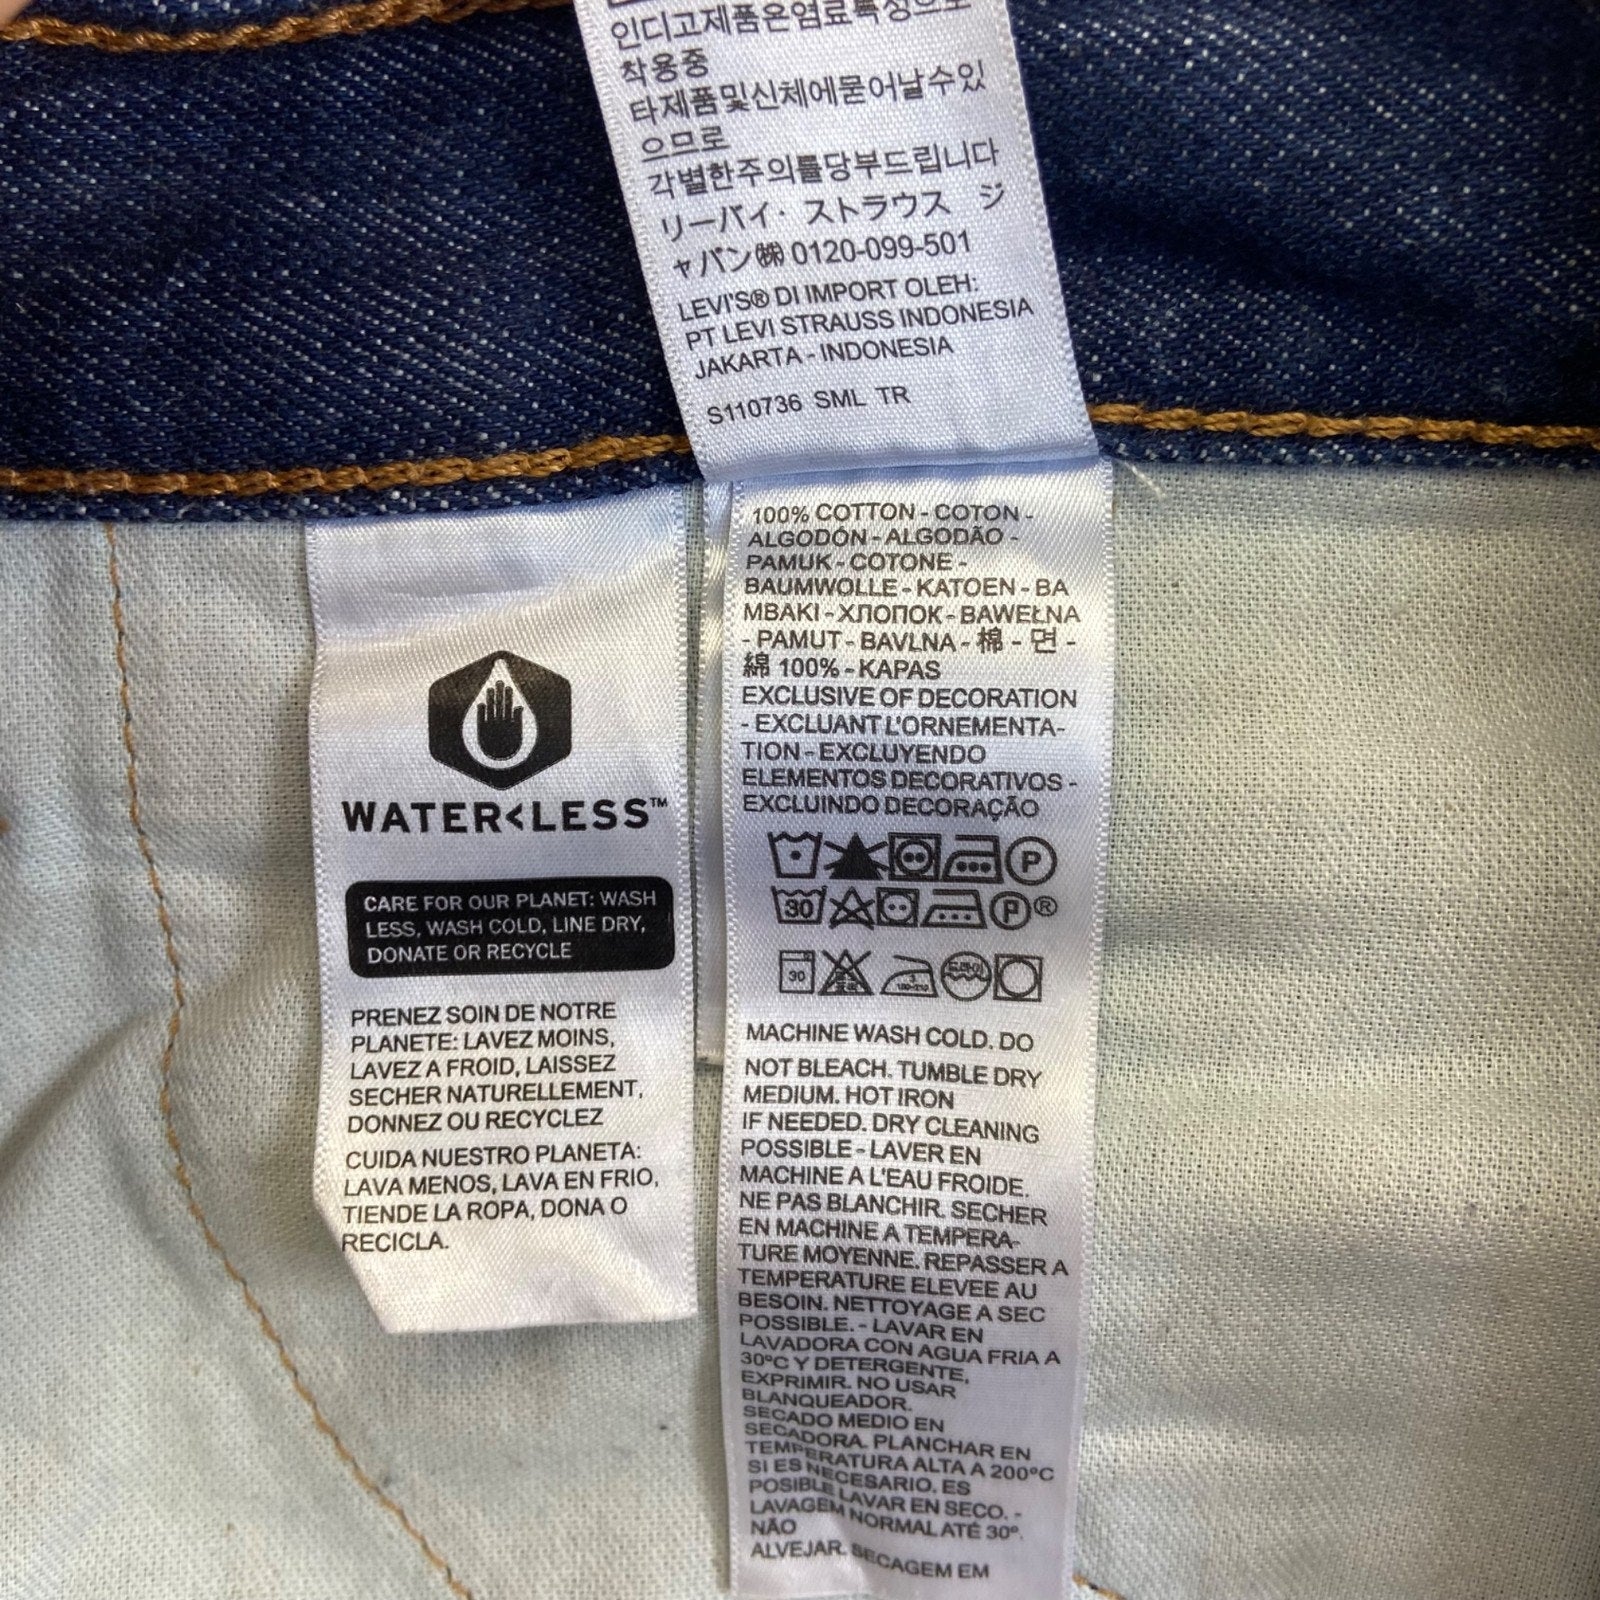 인디고제품은염료특성으로
착용중
타제품및신체에묻어날수있
으므로
각별한주의를당부드립니다
リーバイ・ストラウス ジ
ャパン㈱ 0120-099-501
LEVI'S® DI IMPORT OLEH:
PT LEVI STRAUSS INDONESIA
JAKARTA - INDONESIA
S110736 SML TR
WATER<LESS™
CARE FOR OUR PLANET: WASH
LESS, WASH COLD, LINE DRY,
DONATE OR RECYCLE
PRENEZ SOIN DE NOTRE
PLANETE: LAVEZ MOINS,
LAVEZ A FROID, LAISSEZ
SECHER NATURELLEMENT,
DONNEZ OU RECYCLEZ
CUIDA NUESTRO PLANETA:
LAVA MENOS, LAVA EN FRIO,
TIENDE LA ROPA, DONA O
RECICLA.
100% COTTON - COTON -
ALGODÓN - ALGODÃO -
PAMUK - COTONE -
BAUMWOLLE - KATOEN - BA
MBAKI - ХЛОПОК - BAWEŁNA
- PAMUT - BAVLNA - 棉 - 면 -
綿 100% - KAPAS
EXCLUSIVE OF DECORATION
- EXCLUANT L'ORNEMENTA-
TION - EXCLUYENDO
ELEMENTOS DECORATIVOS -
EXCLUINDO DECORAÇÃO
P
30 P ®
30 3 180-210 드라이
MACHINE WASH COLD. DO
NOT BLEACH. TUMBLE DRY
MEDIUM. HOT IRON
IF NEEDED. DRY CLEANING
POSSIBLE - LAVER EN
MACHINE A L'EAU FROIDE.
NE PAS BLANCHIR. SECHER
EN MACHINE A TEMPERA-
TURE MOYENNE. REPASSER A
TEMPERATURE ELEVEE AU
BESOIN. NETTOYAGE A SEC
POSSIBLE. - LAVAR EN
LAVADORA CON AGUA FRIA A
30ºC Y DETERGENTE,
EXPRIMIR. NO USAR
BLANQUEADOR.
SECADO MEDIO EN
SECADORA. PLANCHAR EN
TEMPERATURA ALTA A 200ºC
SI ES NECESARIO. ES
POSIBLE LAVAR EN SECO. -
LAVAGEM NORMAL ATÉ 30º.
NÃO
ALVEJAR. SECAGEM EM